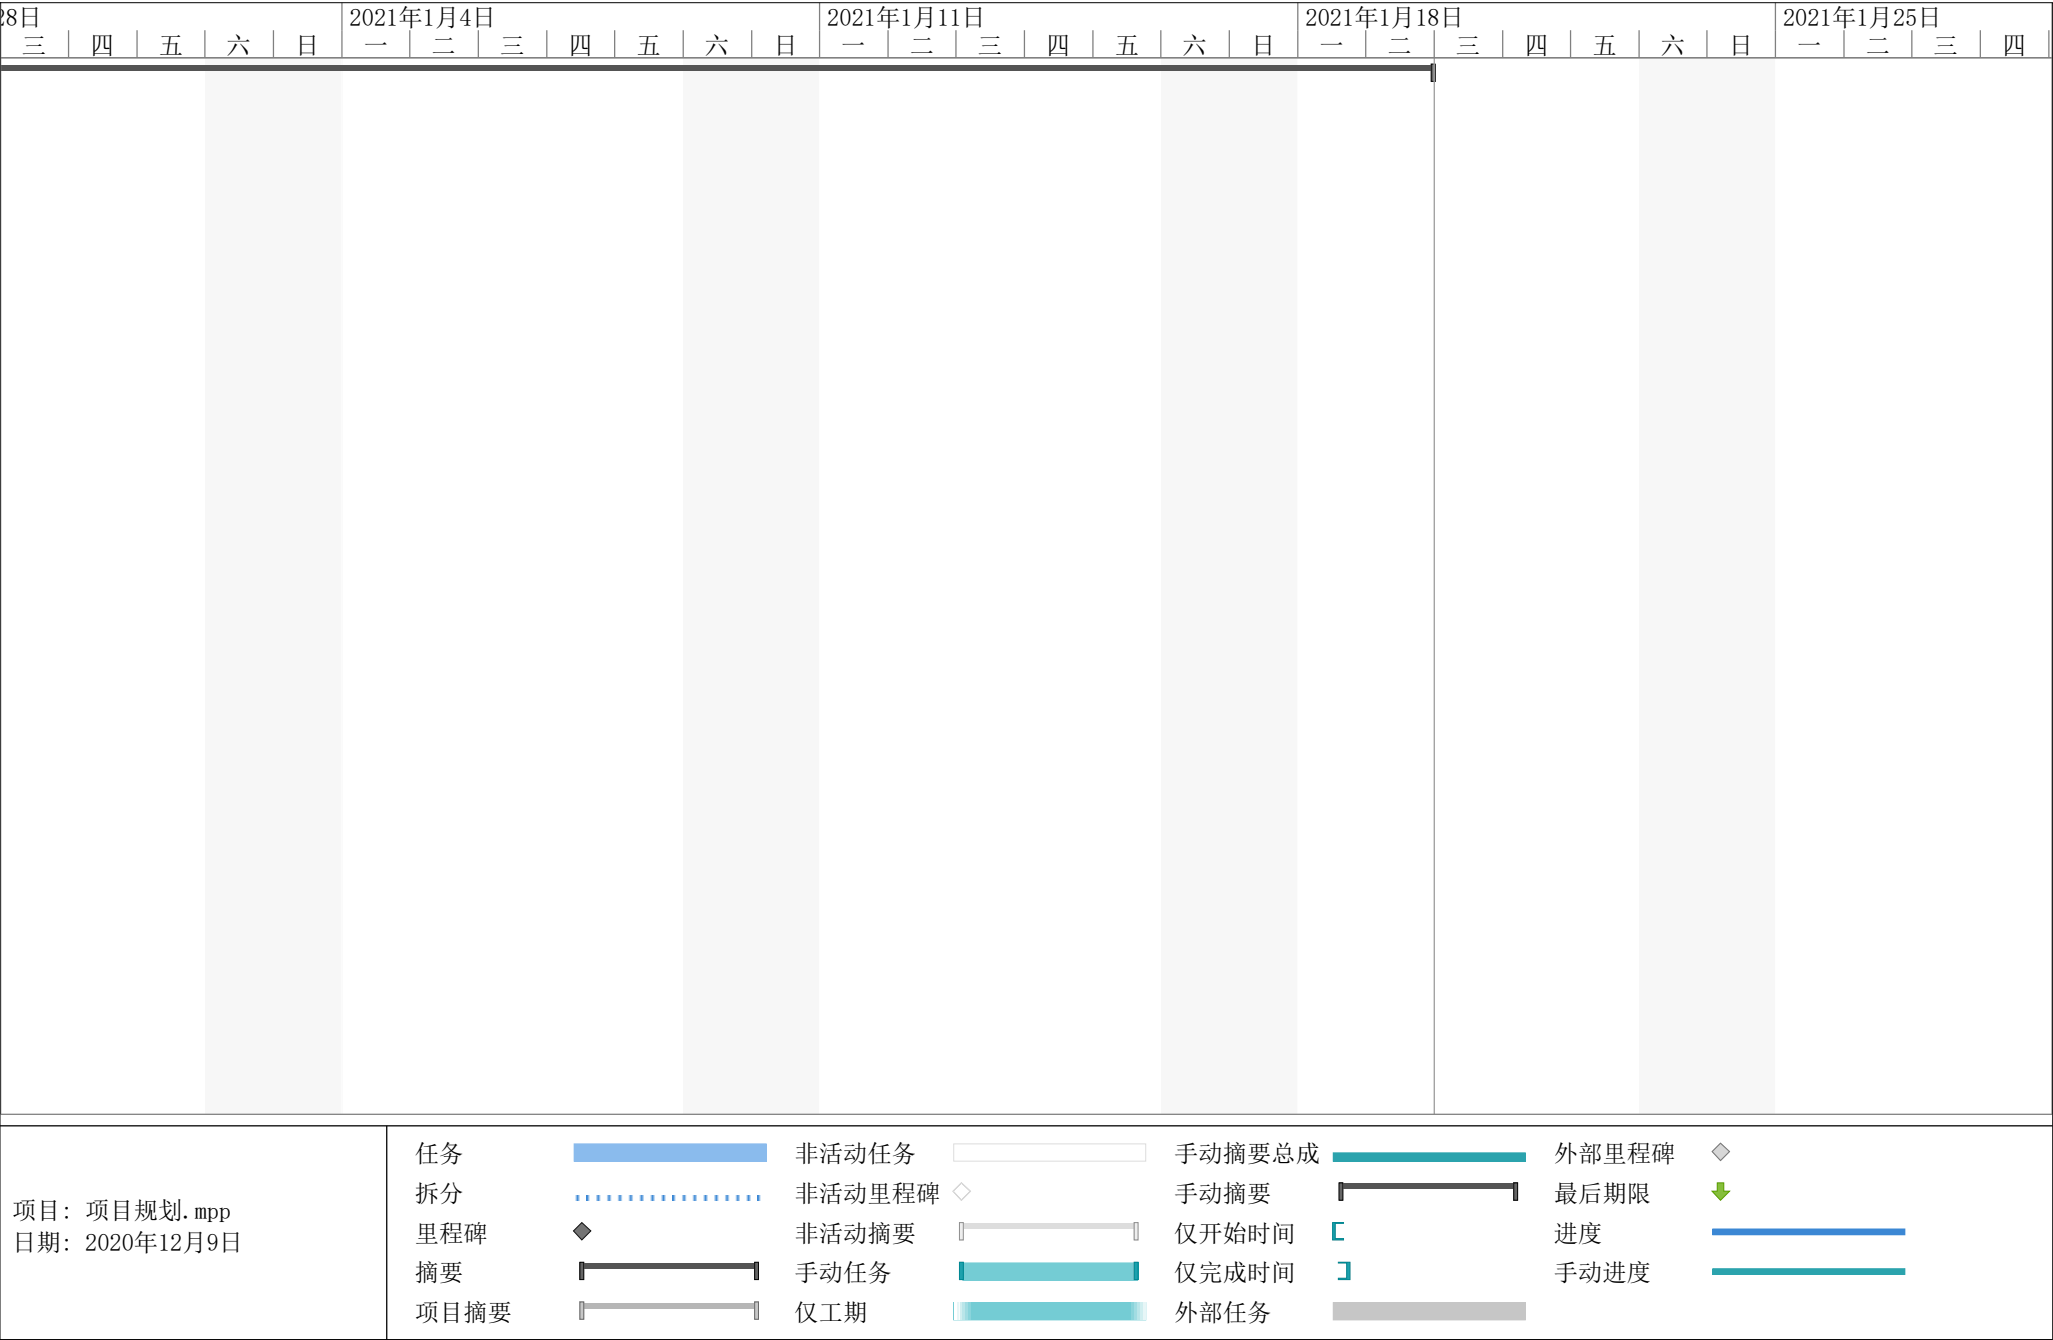 28日 2021年1月4日 2021年1月11日 2021年1月18日 2021年1月25日
三 四 五 六 日 一 二 三 四 五 六 日 一 二 三 四 五 六 日 一 二 三 四 五 六 日 一 二 三 四
项目: 项目规划.mpp
日期: 2020年12月9日
任务
拆分
里程碑
摘要
项目摘要
非活动任务
非活动里程碑
非活动摘要
手动任务
仅工期
手动摘要总成
手动摘要
仅开始时间
仅完成时间
外部任务
外部里程碑
最后期限
进度
手动进度